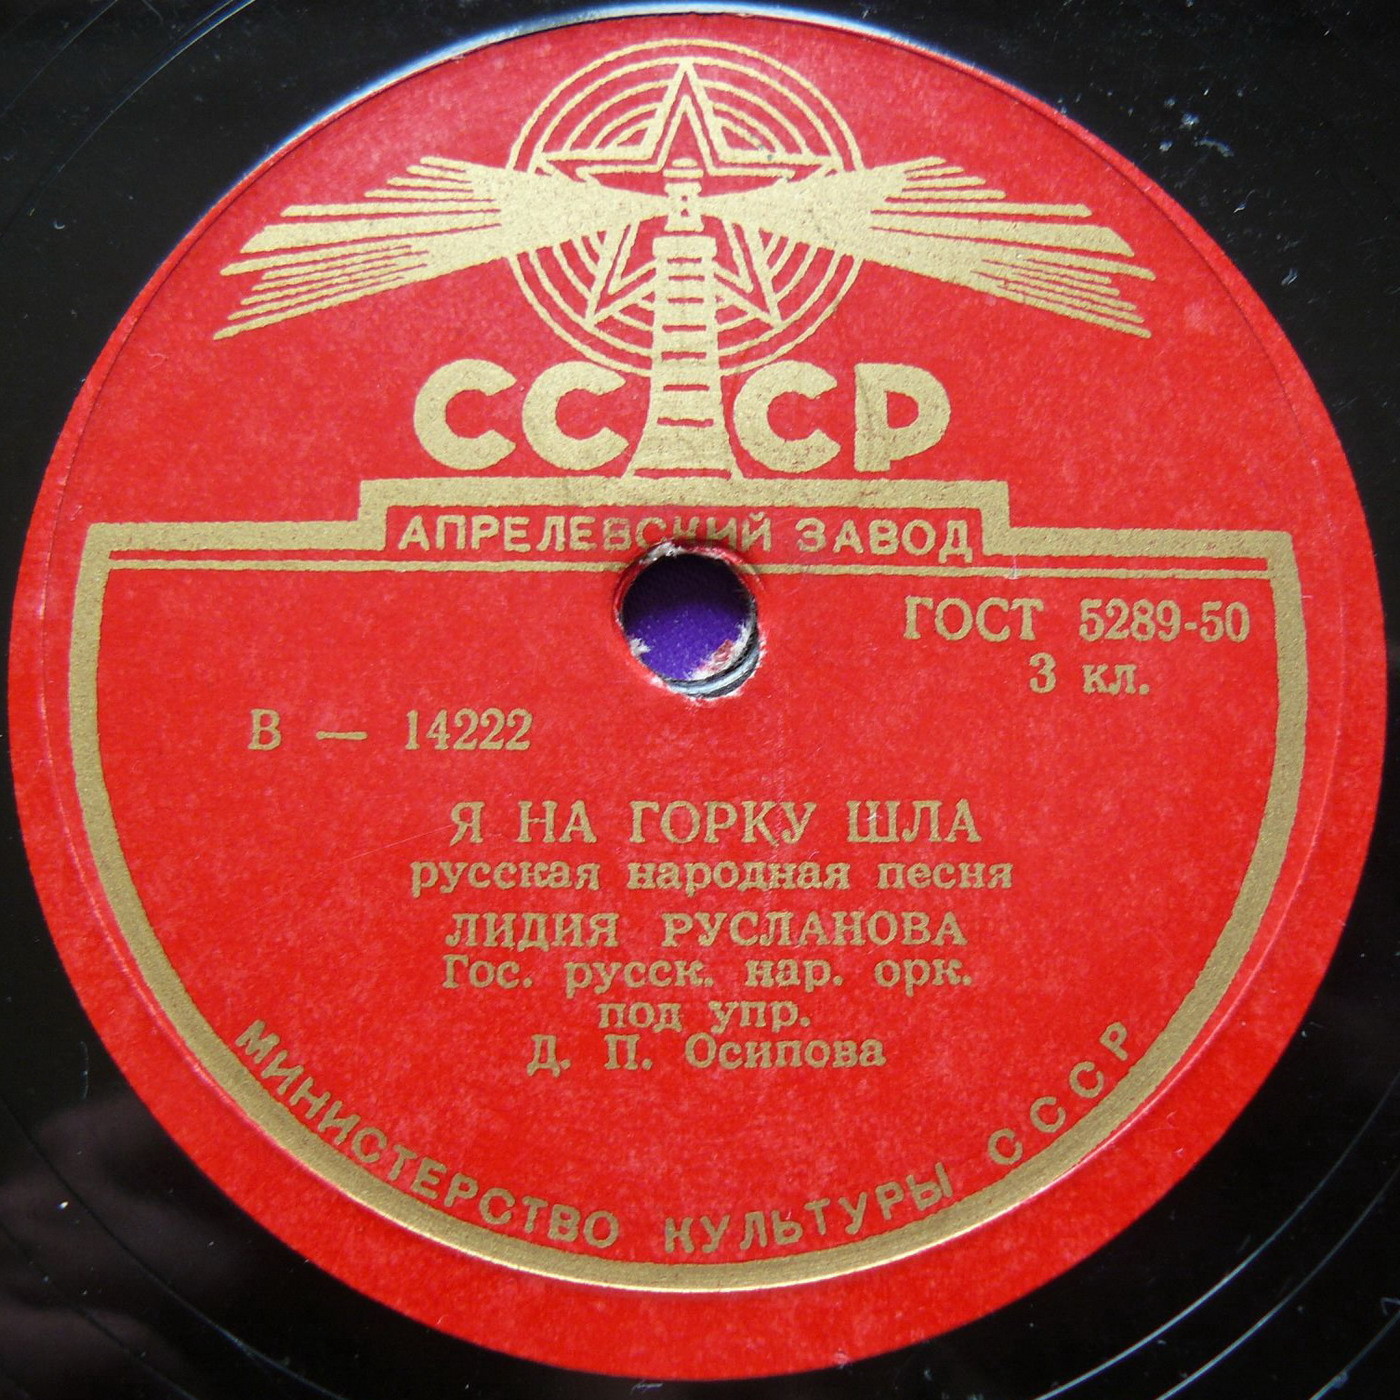 СССР
АПРЕЛЕВСКИЙ ЗАВОД
ГОСТ 5289-50
3 кл.
В — 14222
Я НА ГОРКУ ШЛА
русская народная песня
ЛИДИЯ РУСЛАНОВА
Гос. русск. нар. орк.
под упр.
Д. П. Осипова
МИНИСТЕРСТВО КУЛЬТУРЫ СССР